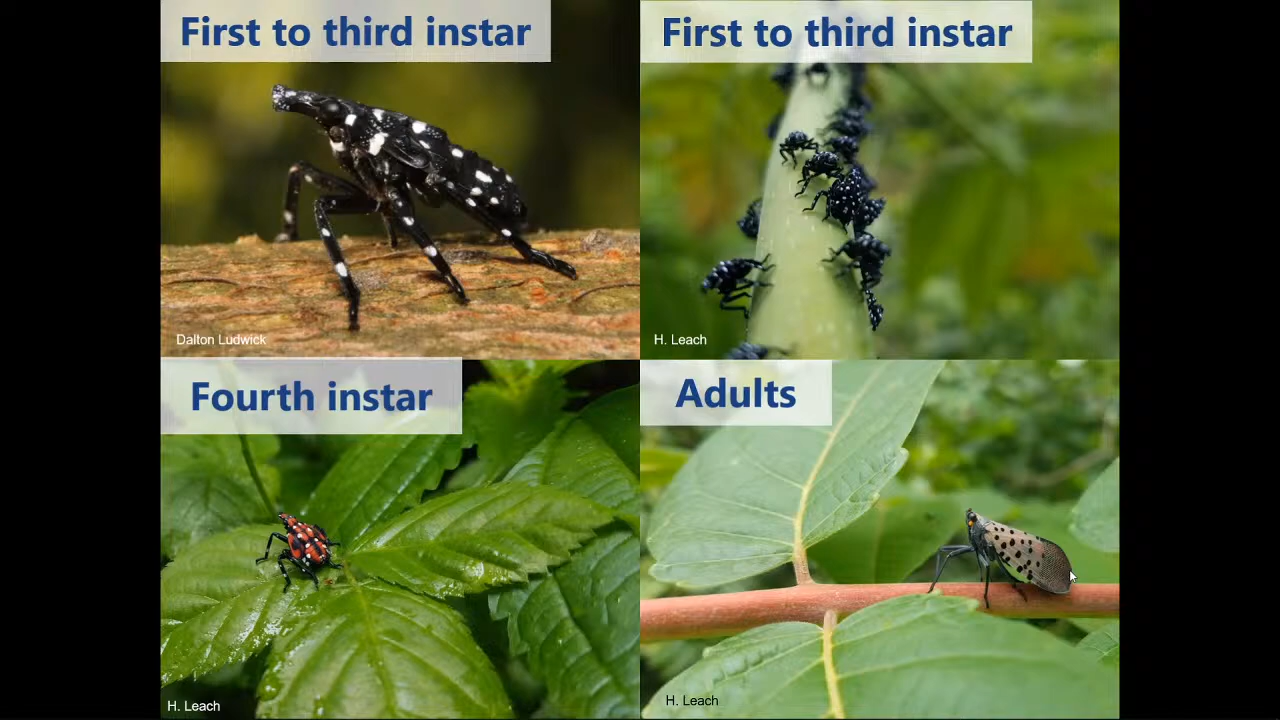 First to third instar
First to third instar
Dalton Ludwick
H. Leach
Fourth instar
Adults
H. Leach
H. Leach